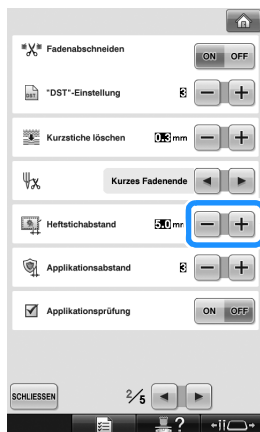 Fadenabschneiden ON OFF
DST "DST"-Einstellung 3 − +
Kurzstiche löschen 0.3 mm − +
Kurzes Fadenende
Heftstichabstand 5.0 mm − +
Applikationsabstand 3 − +
Applikationsprüfung ON OFF
SCHLIESSEN 2/5
?